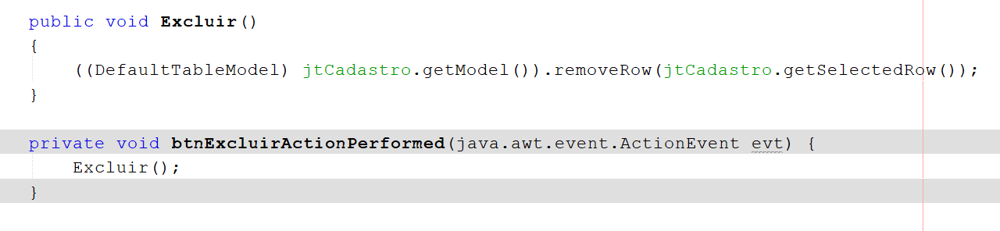 public void Excluir()
{
((DefaultTableModel) jtCadastro.getModel()).removeRow(jtCadastro.getSelectedRow());
}
private void btnExcluirActionPerformed(java.awt.event.ActionEvent evt) {
Excluir();
}